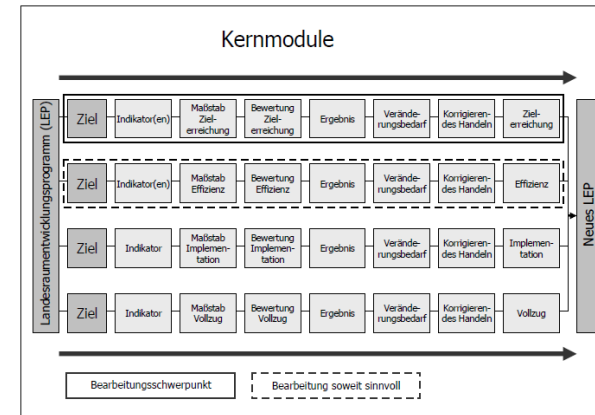 Kernmodule
Landesraumentwicklungsprogramm (LEP)
Ziel
Indikator(en)
Maßstab
Ziel-
erreichung
Bewertung
Ziel-
erreichung
Ergebnis
Verände-
rungsbedarf
Korrigieren-
des Handeln
Ziel-
erreichung
Ziel
Indikator(en)
Maßstab
Effizienz
Bewertung
Effizienz
Ergebnis
Verände-
rungsbedarf
Korrigieren-
des Handeln
Effizienz
Ziel
Indikator
Maßstab
Implemen-
tation
Bewertung
Implemen-
tation
Ergebnis
Verände-
rungsbedarf
Korrigieren-
des Handeln
Implemen-
tation
Ziel
Indikator
Maßstab
Vollzug
Bewertung
Vollzug
Ergebnis
Verände-
rungsbedarf
Korrigieren-
des Handeln
Vollzug
Neues LEP
Bearbeitungsschwerpunkt
Bearbeitung soweit sinnvoll